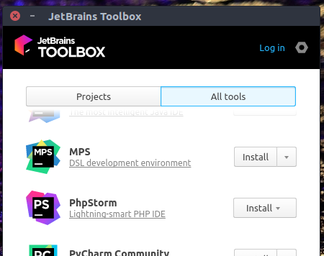 JetBrains Toolbox
JetBrains
TOOLBOX
Log in
Projects
All tools
MPS
MPS
DSL development environment
Install
PS
PhpStorm
Lightning-smart PHP IDE
Install
PC
PyCharm Community